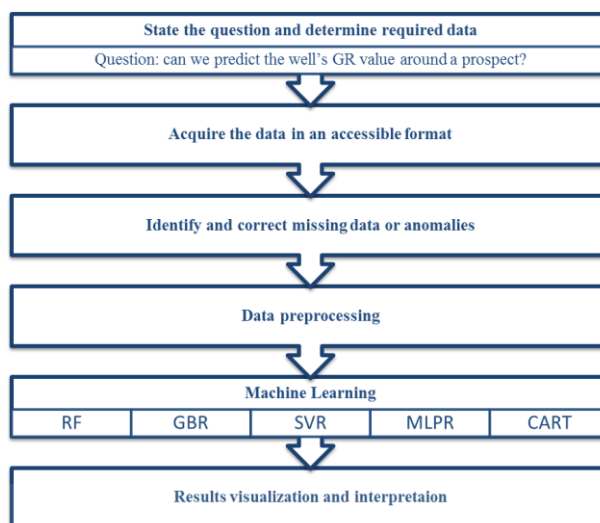 State the question and determine required data
Question: can we predict the well's GR value around a prospect?
Acquire the data in an accessible format
Identify and correct missing data or anomalies
Data preprocessing
Machine Learning
RF GBR SVR MLPR CART
Results visualization and interpretaion